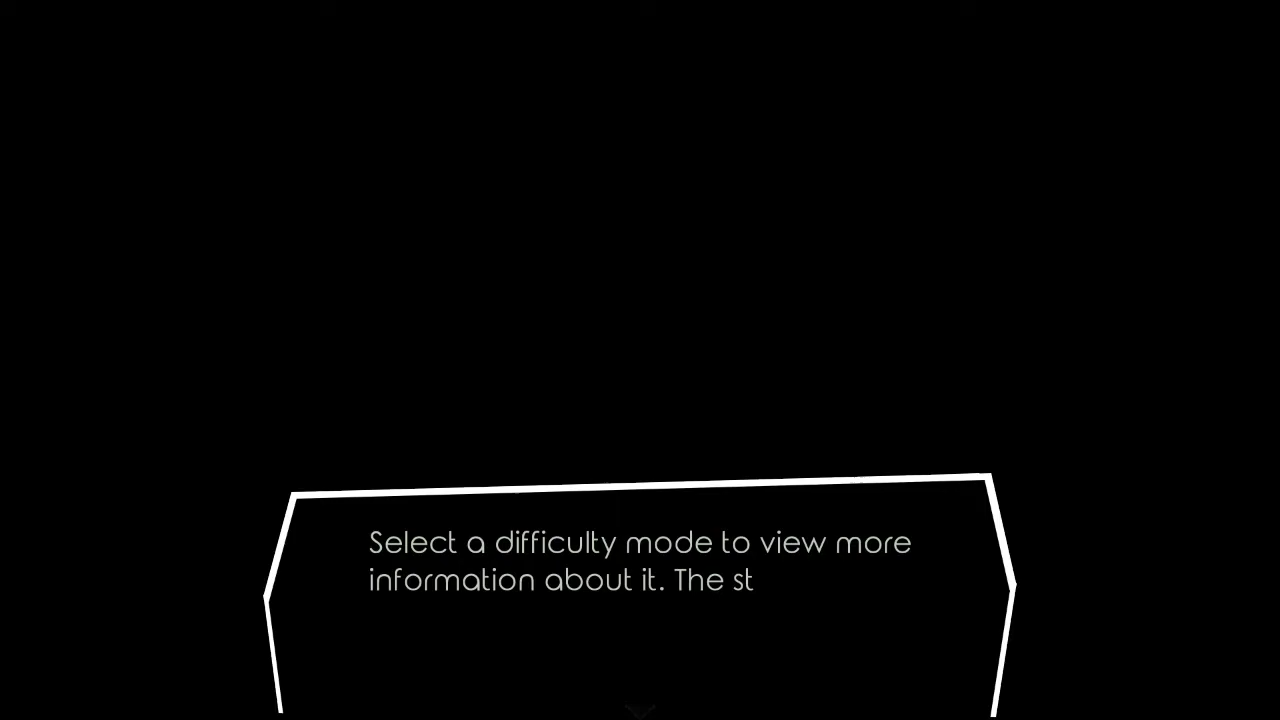 Select a difficulty mode to view more
information about it. The st